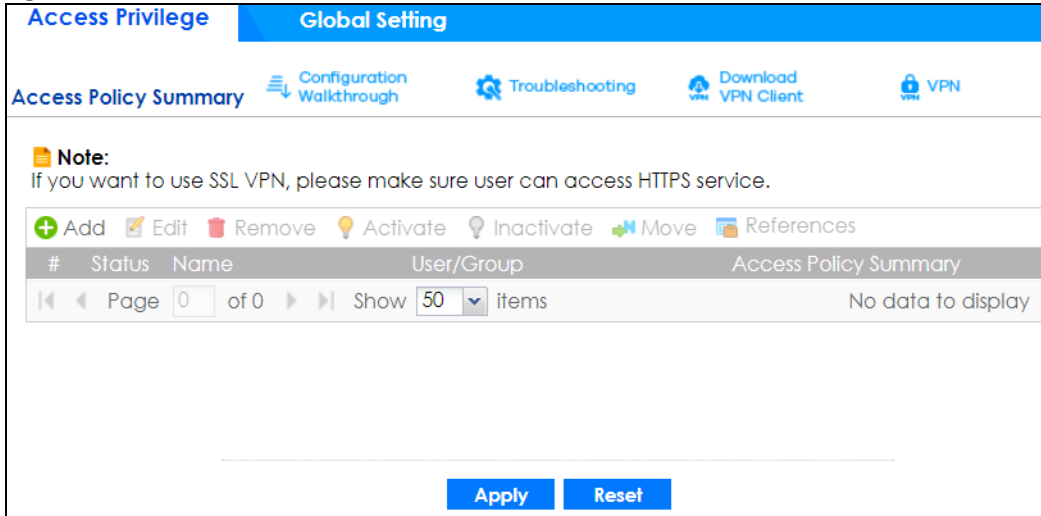 Access Privilege Global Setting
Access Policy Summary Configuration Walkthrough Troubleshooting Download VPN Client VPN VPN VPN
Note:
If you want to use SSL VPN, please make sure user can access HTTPS service.
Add Edit Remove Activate Inactivate N Move References
# Status Name User/Group Access Policy Summary
Page 0 of 0 Show 50 items No data to display
Apply Reset